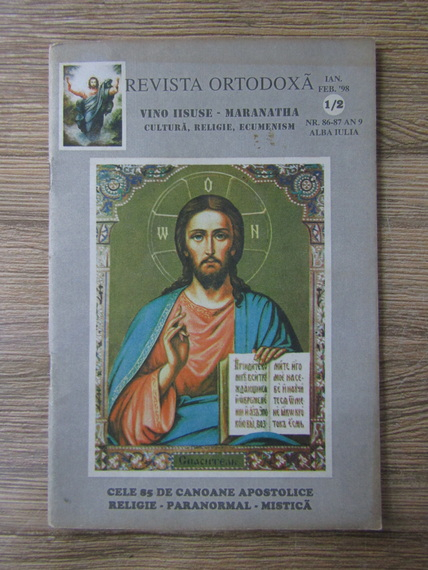 REVISTA ORTODOXĂ
IAN.
FEB. '98
1/2
VINO IISUSE - MARANATHA
CULTURĂ, RELIGIE, ECUMENISM
NR. 86-87 AN 9
ALBA IULIA
Ѡ О Н
CELE 85 DE CANOANE APOSTOLICE
RELIGIE - PARANORMAL - MISTICĂ